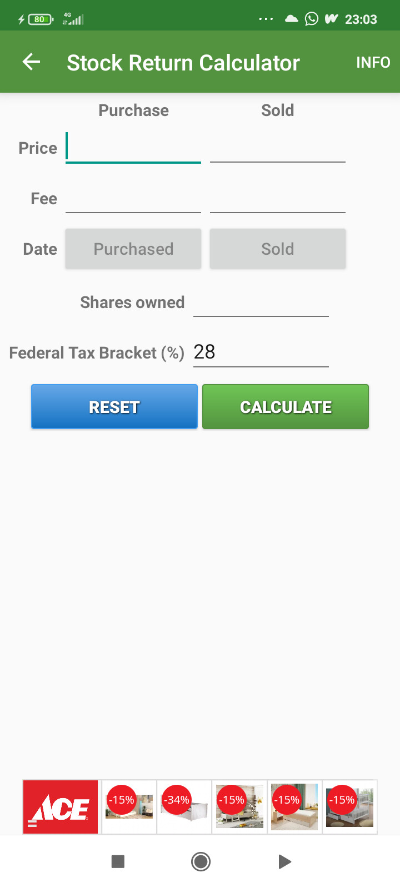 80 4G 23:03
Stock Return Calculator INFO
Purchase Sold
Price
Fee
Date Purchased Sold
Shares owned
Federal Tax Bracket (%) 28
RESET CALCULATE
ACE -15% -34% -15% -15% -15%